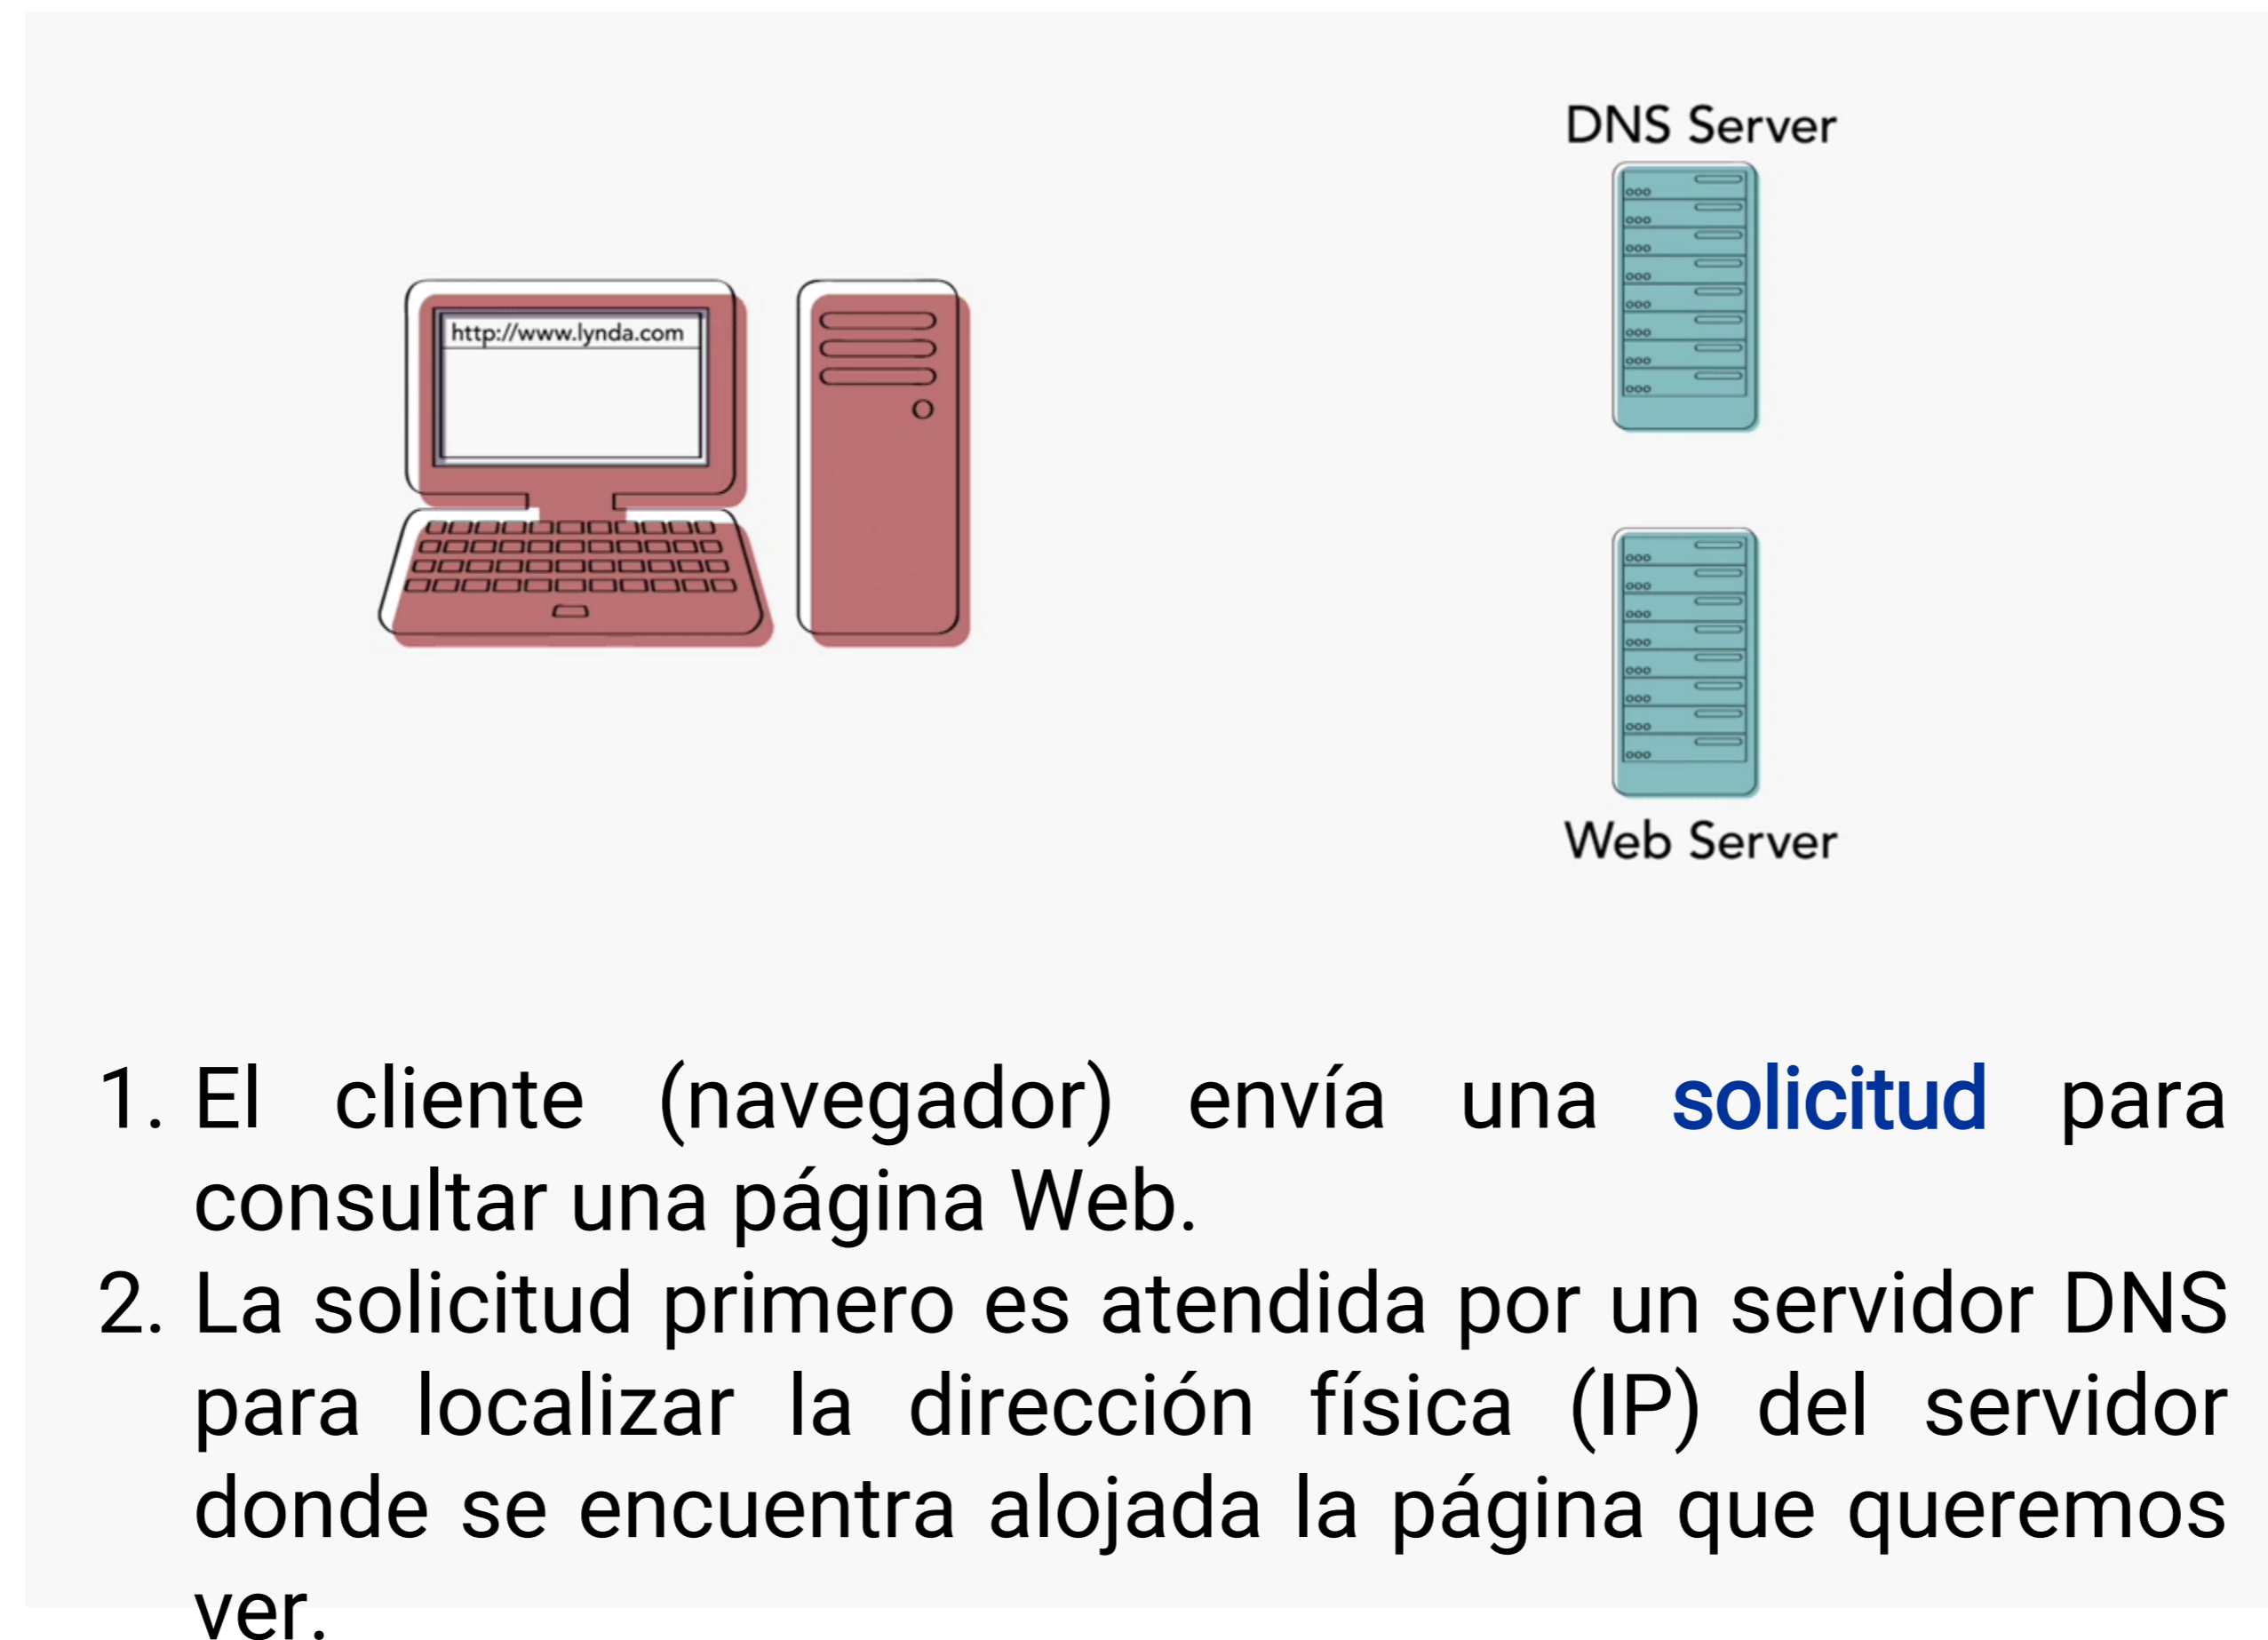 DNS Server
http://www.lynda.com
Web Server
1. El cliente (navegador) envía una solicitud para
consultar una página Web.
2. La solicitud primero es atendida por un servidor DNS
para localizar la dirección física (IP) del servidor
donde se encuentra alojada la página que queremos
ver.